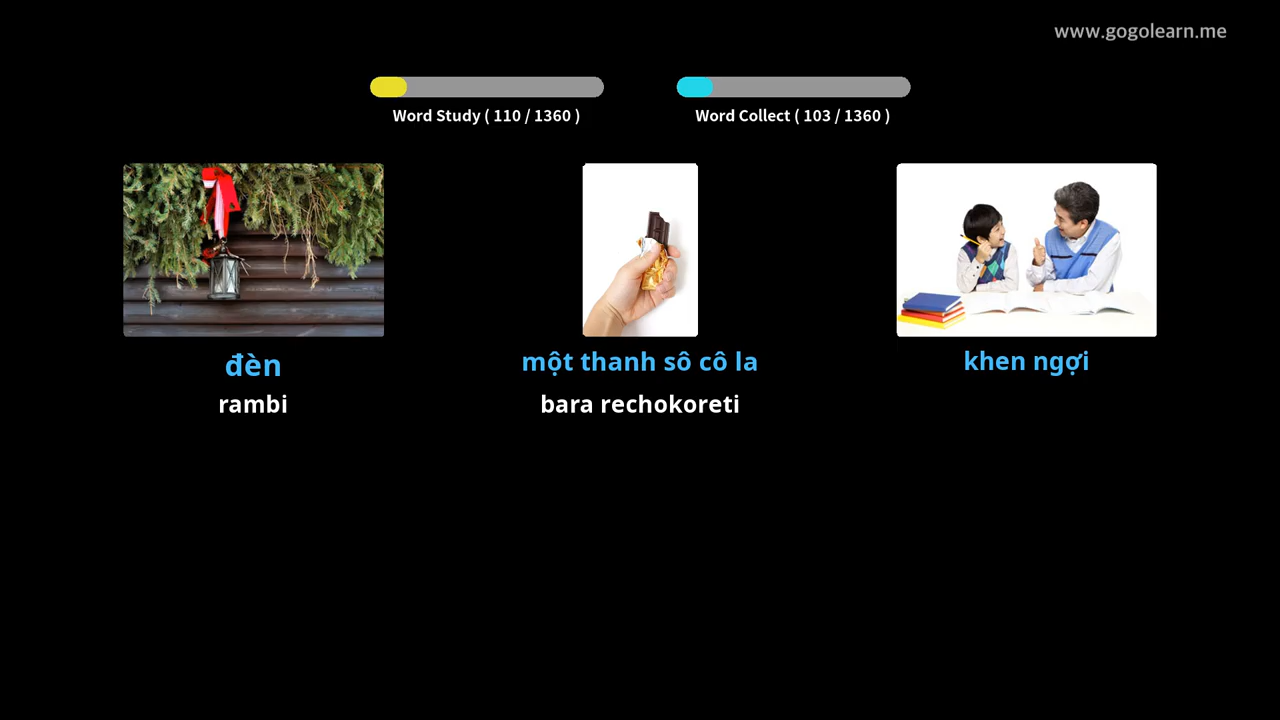 www.gogolearn.me
Word Study ( 110 / 1360 )
Word Collect ( 103 / 1360 )
đèn
rambi
một thanh sô cô la
bara rechokoreti
khen ngợi